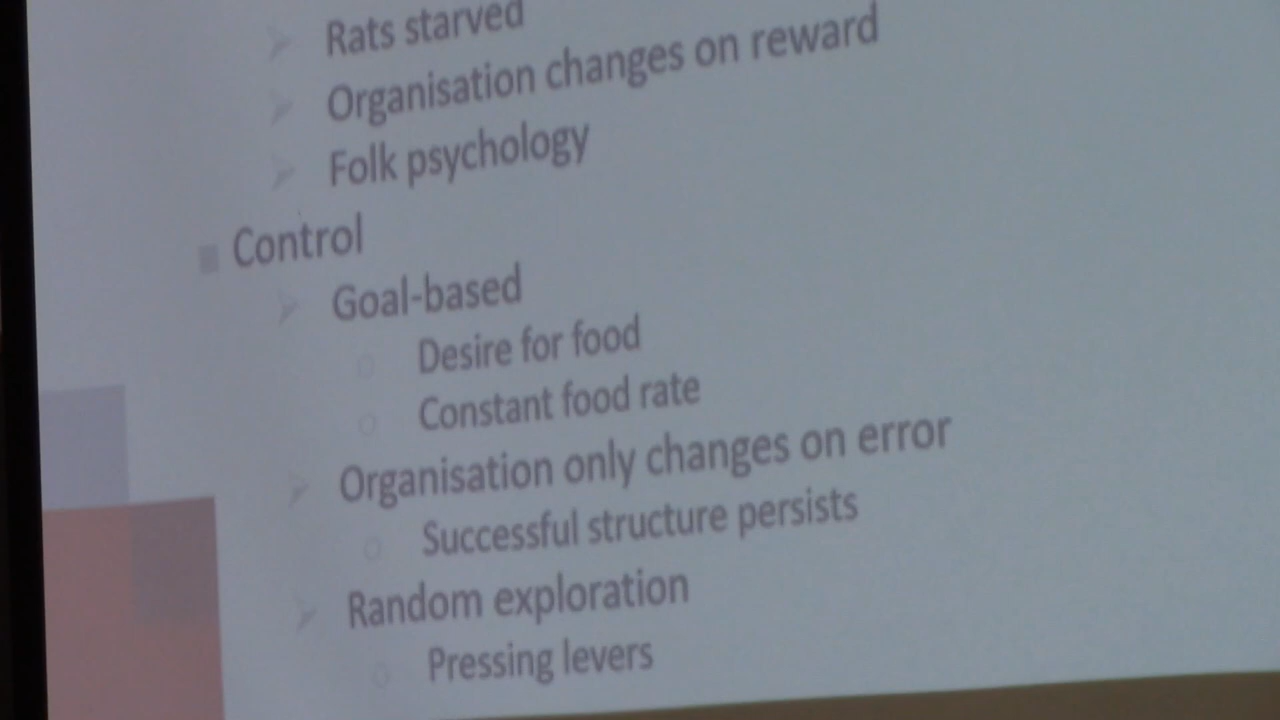 Rats starved
Organisation changes on reward
Folk psychology
Control
Goal-based
Desire for food
Constant food rate
Organisation only changes on error
Successful structure persists
Random exploration
Pressing levers